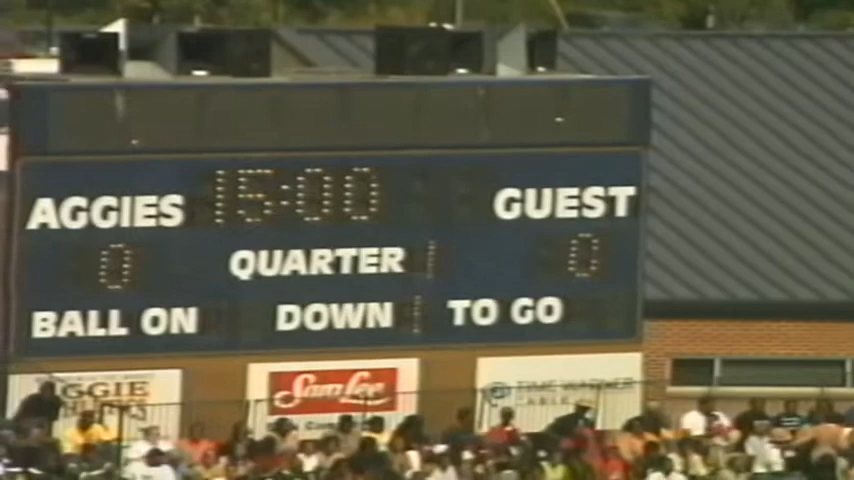 AGGIES 15:00 GUEST
0 QUARTER 1 0
BALL ON DOWN 1 TO GO
Sara Lee
TIME WARNER
CABLE